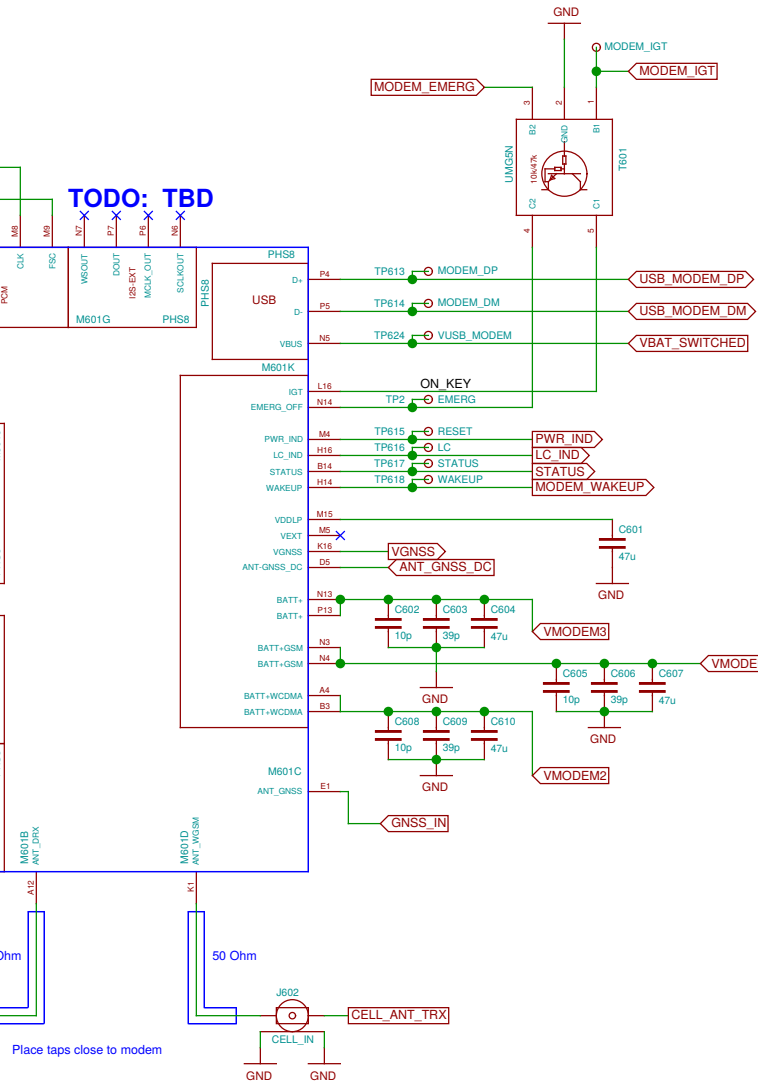 GND
MODEM_IGT
MODEM_IGT
MODEM_EMERG
3
2
1
B2
GND
B1
UMG5N
10k/47k
T601
C2
C1
4
5
TODO: TBD
M8
M9
N7
P7
P6
N6
CLK
FSC
WSOUT
DOUT
MCLK_OUT
SCLKOUT
PCM
I2S-EXT
M601G
PHS8
PHS8
PHS8
USB
D+
P4
TP613
MODEM_DP
USB_MODEM_DP
D-
P5
TP614
MODEM_DM
USB_MODEM_DM
VBUS
N5
TP624
VUSB_MODEM
VBAT_SWITCHED
M601K
IGT
L16
ON_KEY
EMERG_OFF
N14
TP2
EMERG
PWR_IND
M4
TP615
RESET
PWR_IND
LC_IND
H16
TP616
LC
LC_IND
STATUS
B14
TP617
STATUS
STATUS
WAKEUP
H14
TP618
WAKEUP
MODEM_WAKEUP
VDDLP
M15
C601
47u
GND
VEXT
M5
VGNSS
K16
VGNSS
ANT-GNSS_DC
D5
ANT_GNSS_DC
BATT+
N13
BATT+
P13
C602
C603
C604
10p
39p
47u
VMODEM3
GND
BATT+GSM
N3
BATT+GSM
N4
VMODE
C605
C606
C607
10p
39p
47u
GND
BATT+WCDMA
A4
BATT+WCDMA
B3
C608
C609
C610
10p
39p
47u
GND
VMODEM2
M601C
ANT_GNSS
E1
GNSS_IN
M601B
ANT_DRX
M601D
ANT_WGSM
A12
K1
Ohm
50 Ohm
J602
CELL_ANT_TRX
CELL_IN
GND
GND
Place taps close to modem